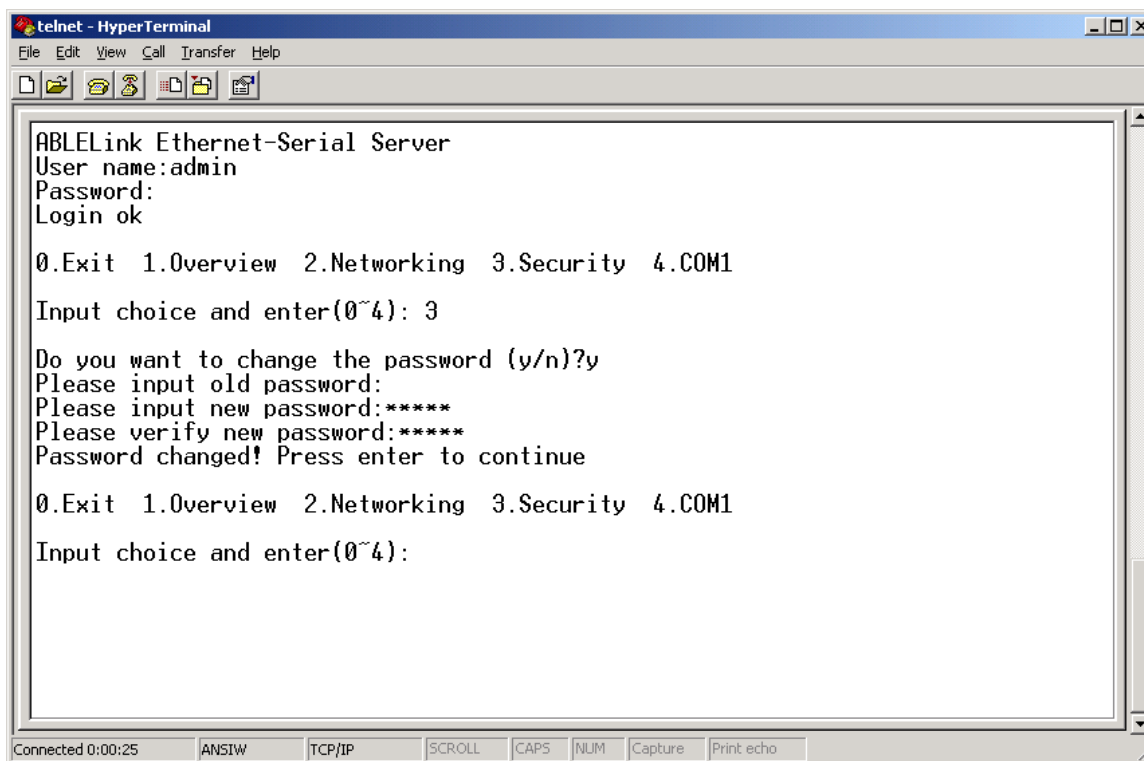 telnet - HyperTerminal
File Edit View Call Transfer Help
ABLELink Ethernet-Serial Server
User name:admin
Password:
Login ok
0.Exit 1.Overview 2.Networking 3.Security 4.COM1
Input choice and enter(0~4): 3
Do you want to change the password (y/n)?y
Please input old password:
Please input new password:*****
Please verify new password:*****
Password changed! Press enter to continue
0.Exit 1.Overview 2.Networking 3.Security 4.COM1
Input choice and enter(0~4):
Connected 0:00:25 ANSIW TCP/IP SCROLL CAPS NUM Capture Print echo